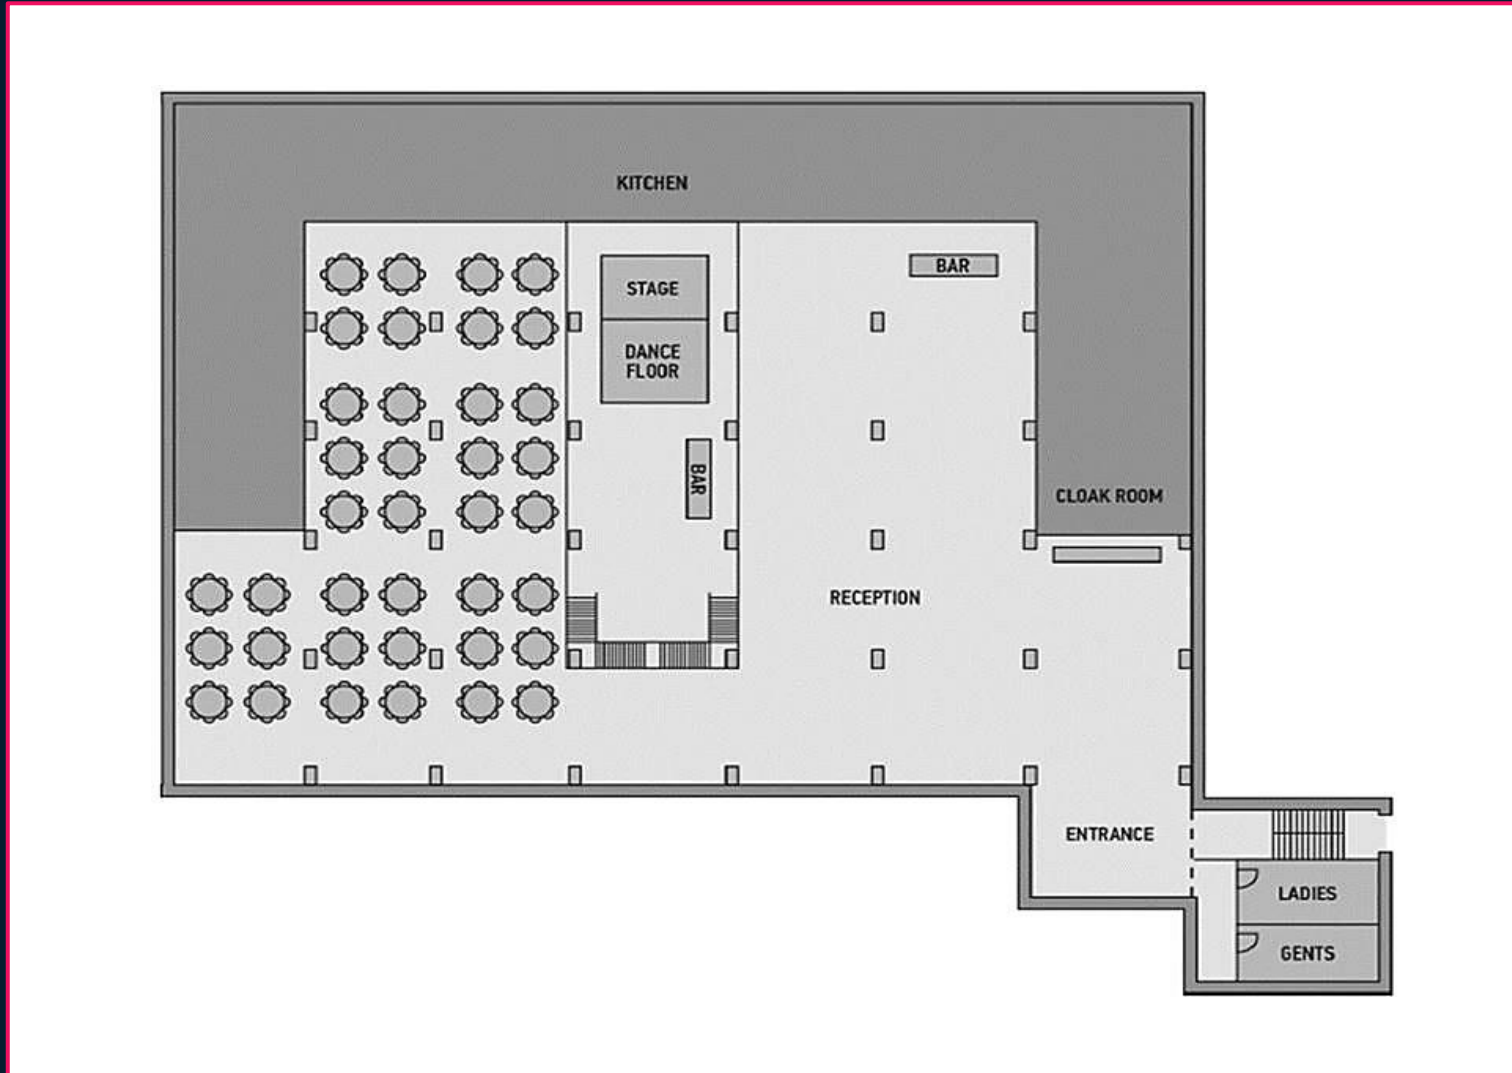 KITCHEN
BAR
STAGE
DANCE
FLOOR
BAR
CLOAK ROOM
RECEPTION
ENTRANCE
LADIES
GENTS